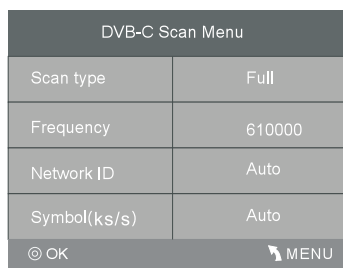 DVB-C Scan Menu
Scan type Full
Frequency 610000
Network ID Auto
Symbol(ks/s) Auto
◎ OK MENU